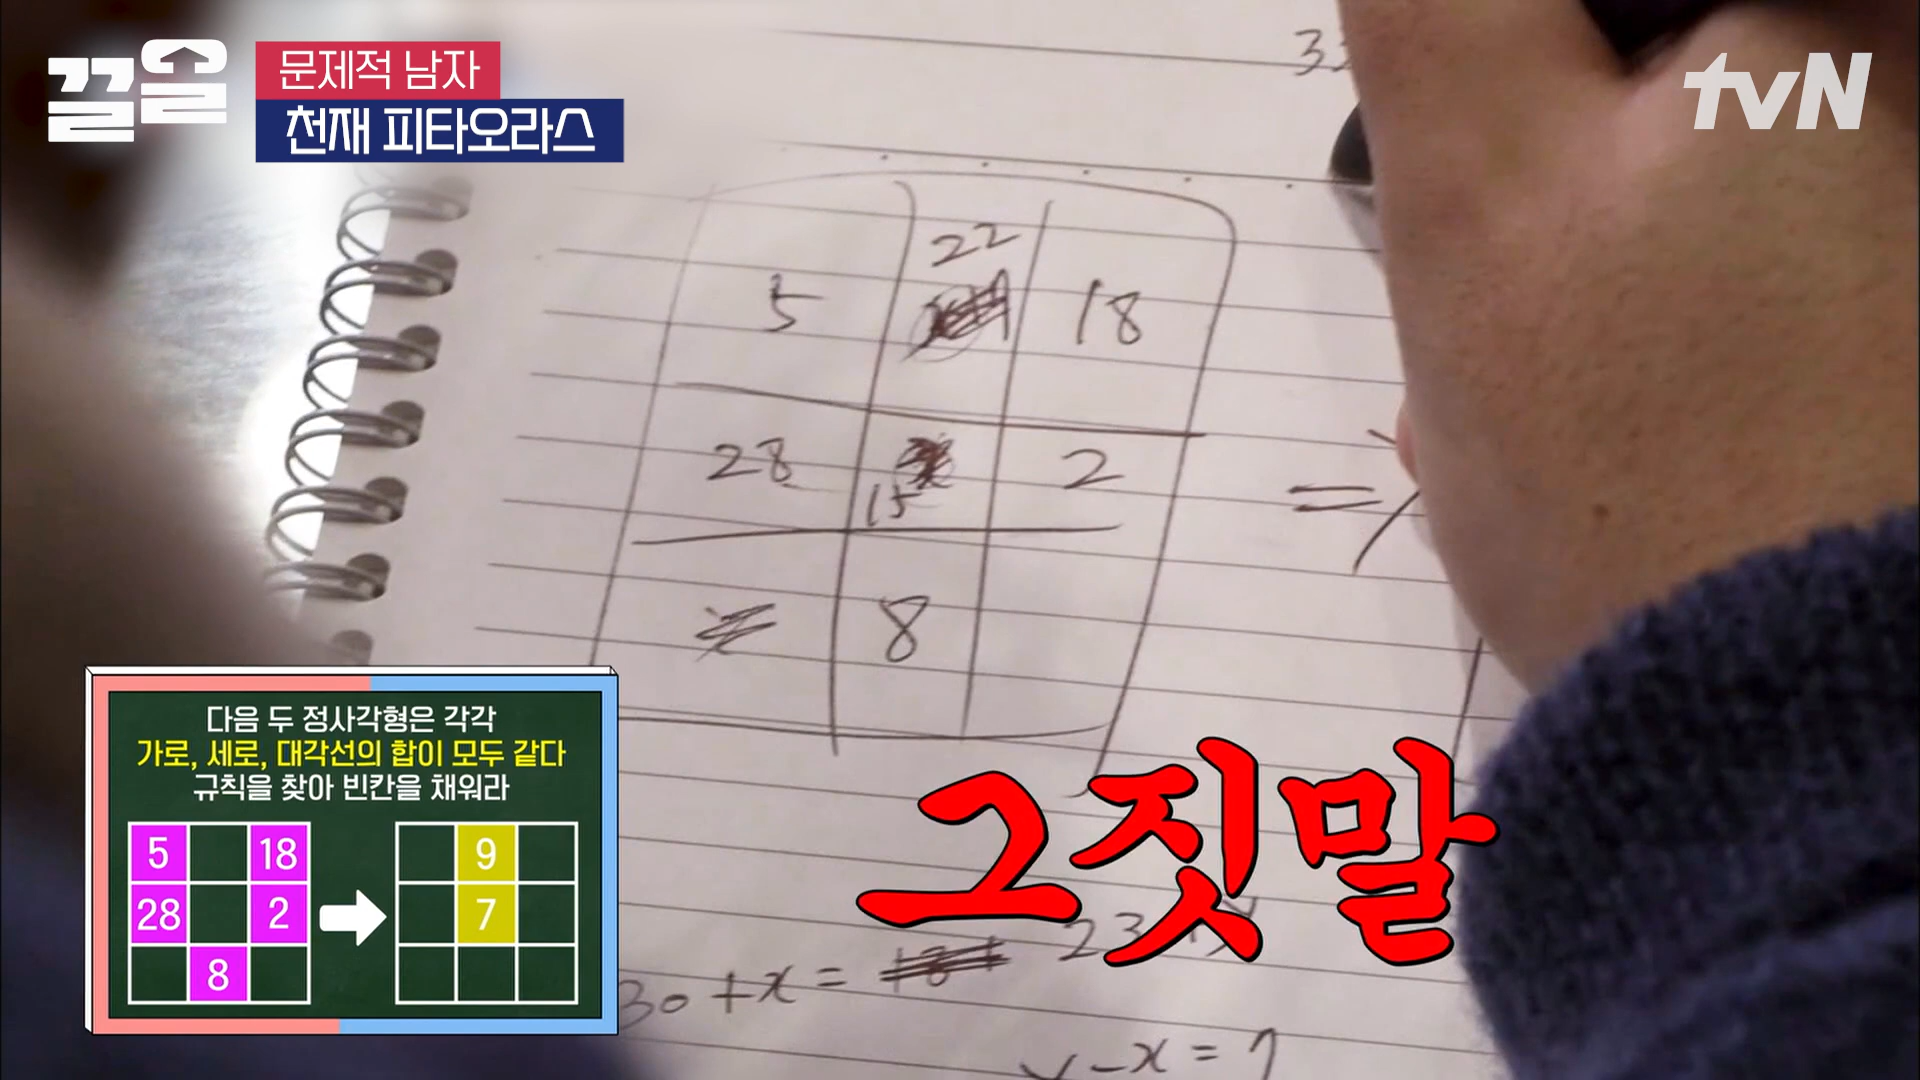 끌올
문제적 남자
천재 피타오라스
tvN
22
5 18
28 15 2
8
그짓말
30 + x = 23 + y
y - x = 7
다음 두 정사각형은 각각
가로, 세로, 대각선의 합이 모두 같다
규칙을 찾아 빈칸을 채워라
5 18
28 2
8
9
7